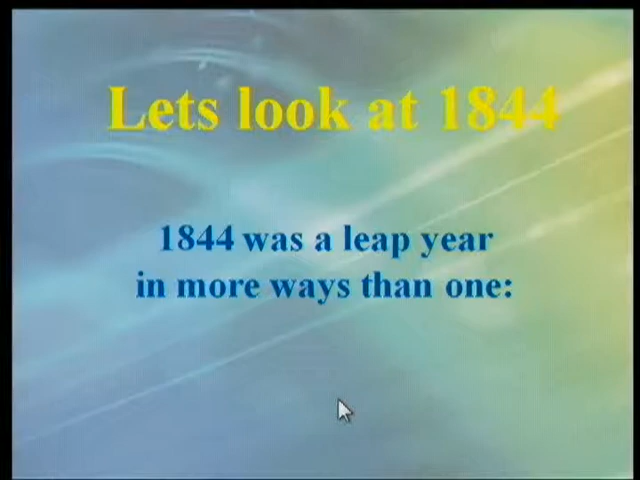 Lets look at 1844
1844 was a leap year
in more ways than one: